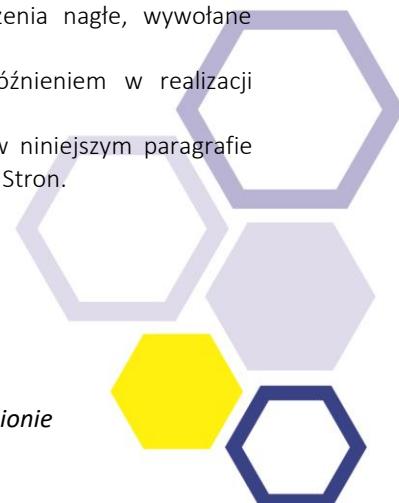 zenia nagłe, wywołane
óźnieniem w realizacji
w niniejszym paragrafie
Stron.
ionie